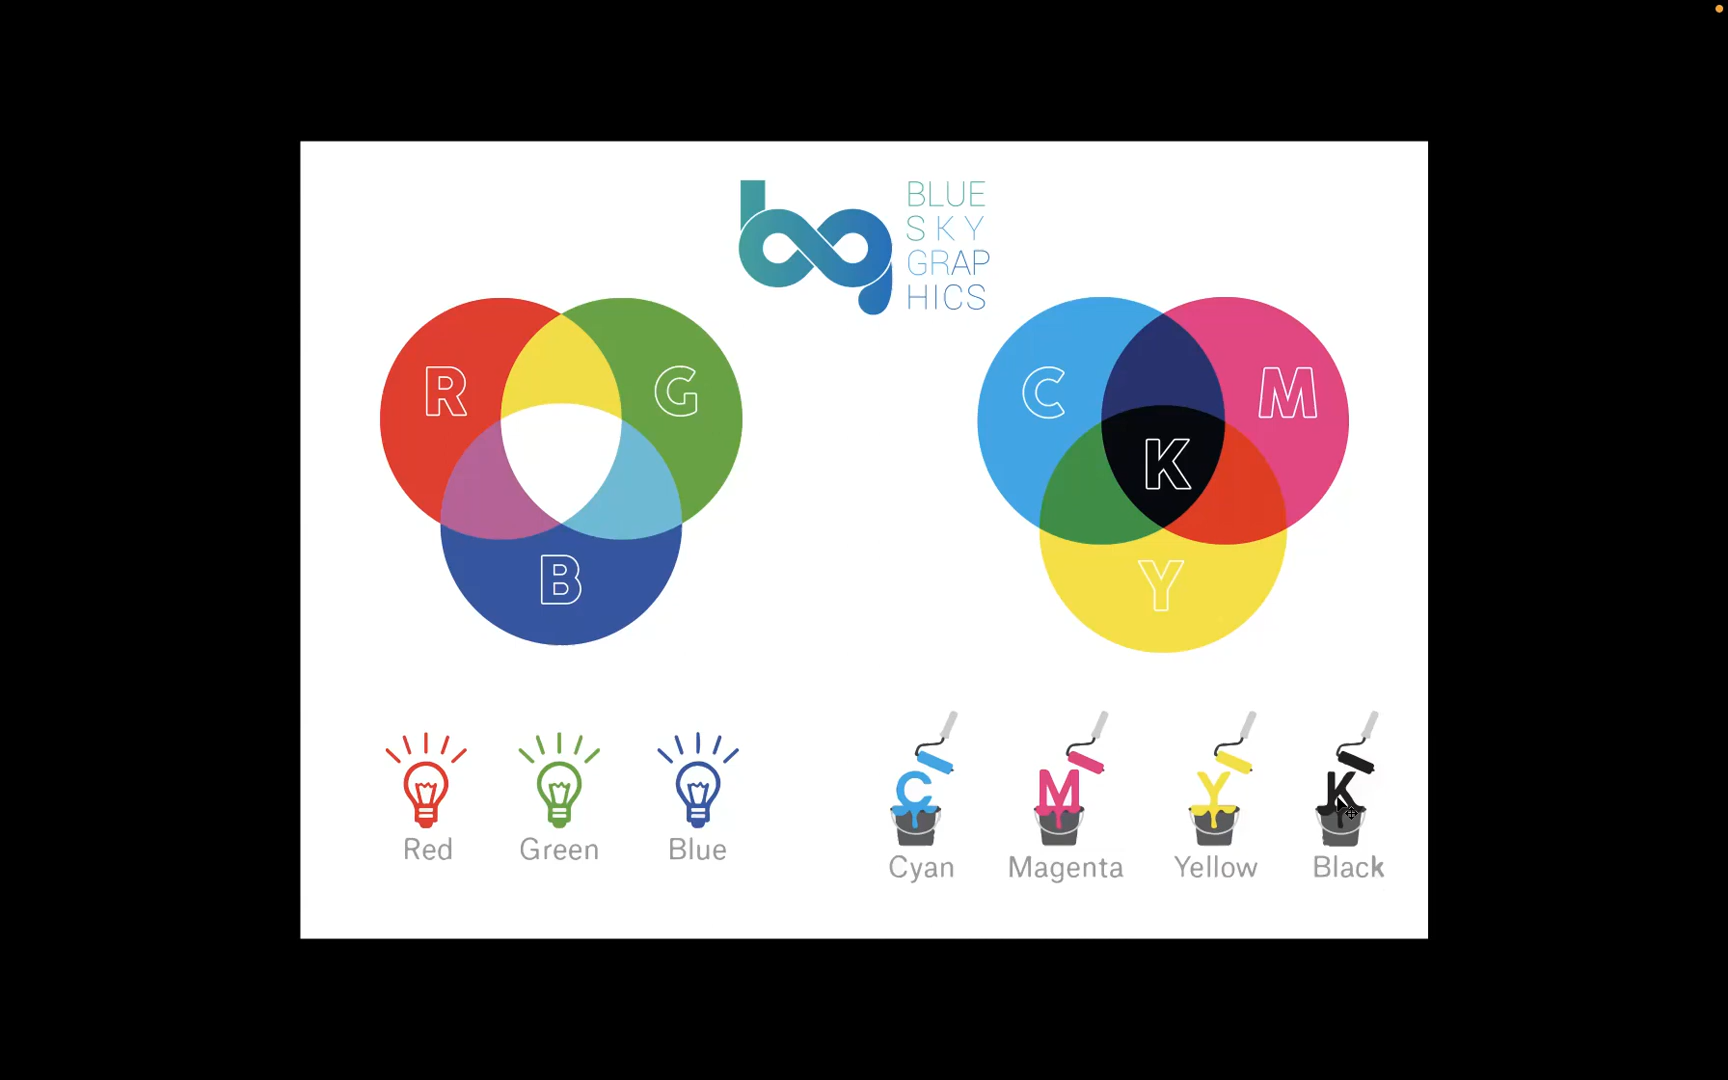 BLUE
SKY
GRAP
HICS
R
G
B
C
M
K
Y
Red
Green
Blue
C
M
Y
K
Cyan
Magenta
Yellow
Black